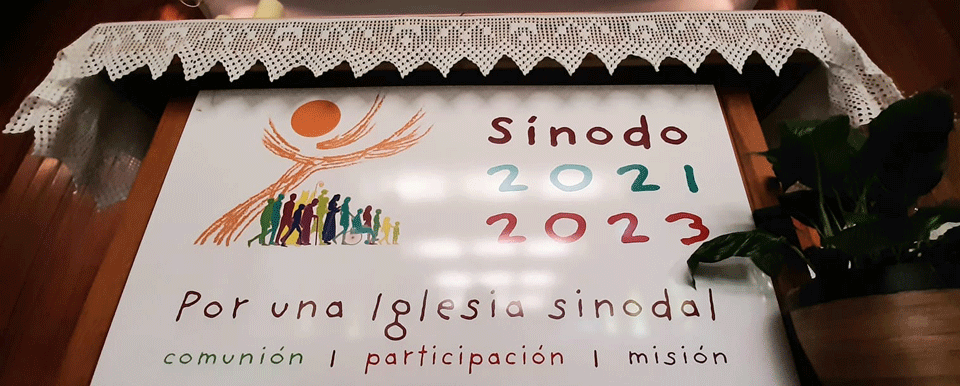 Sínodo
2021
2023
Por una Iglesia sinodal
comunión | participación | misión